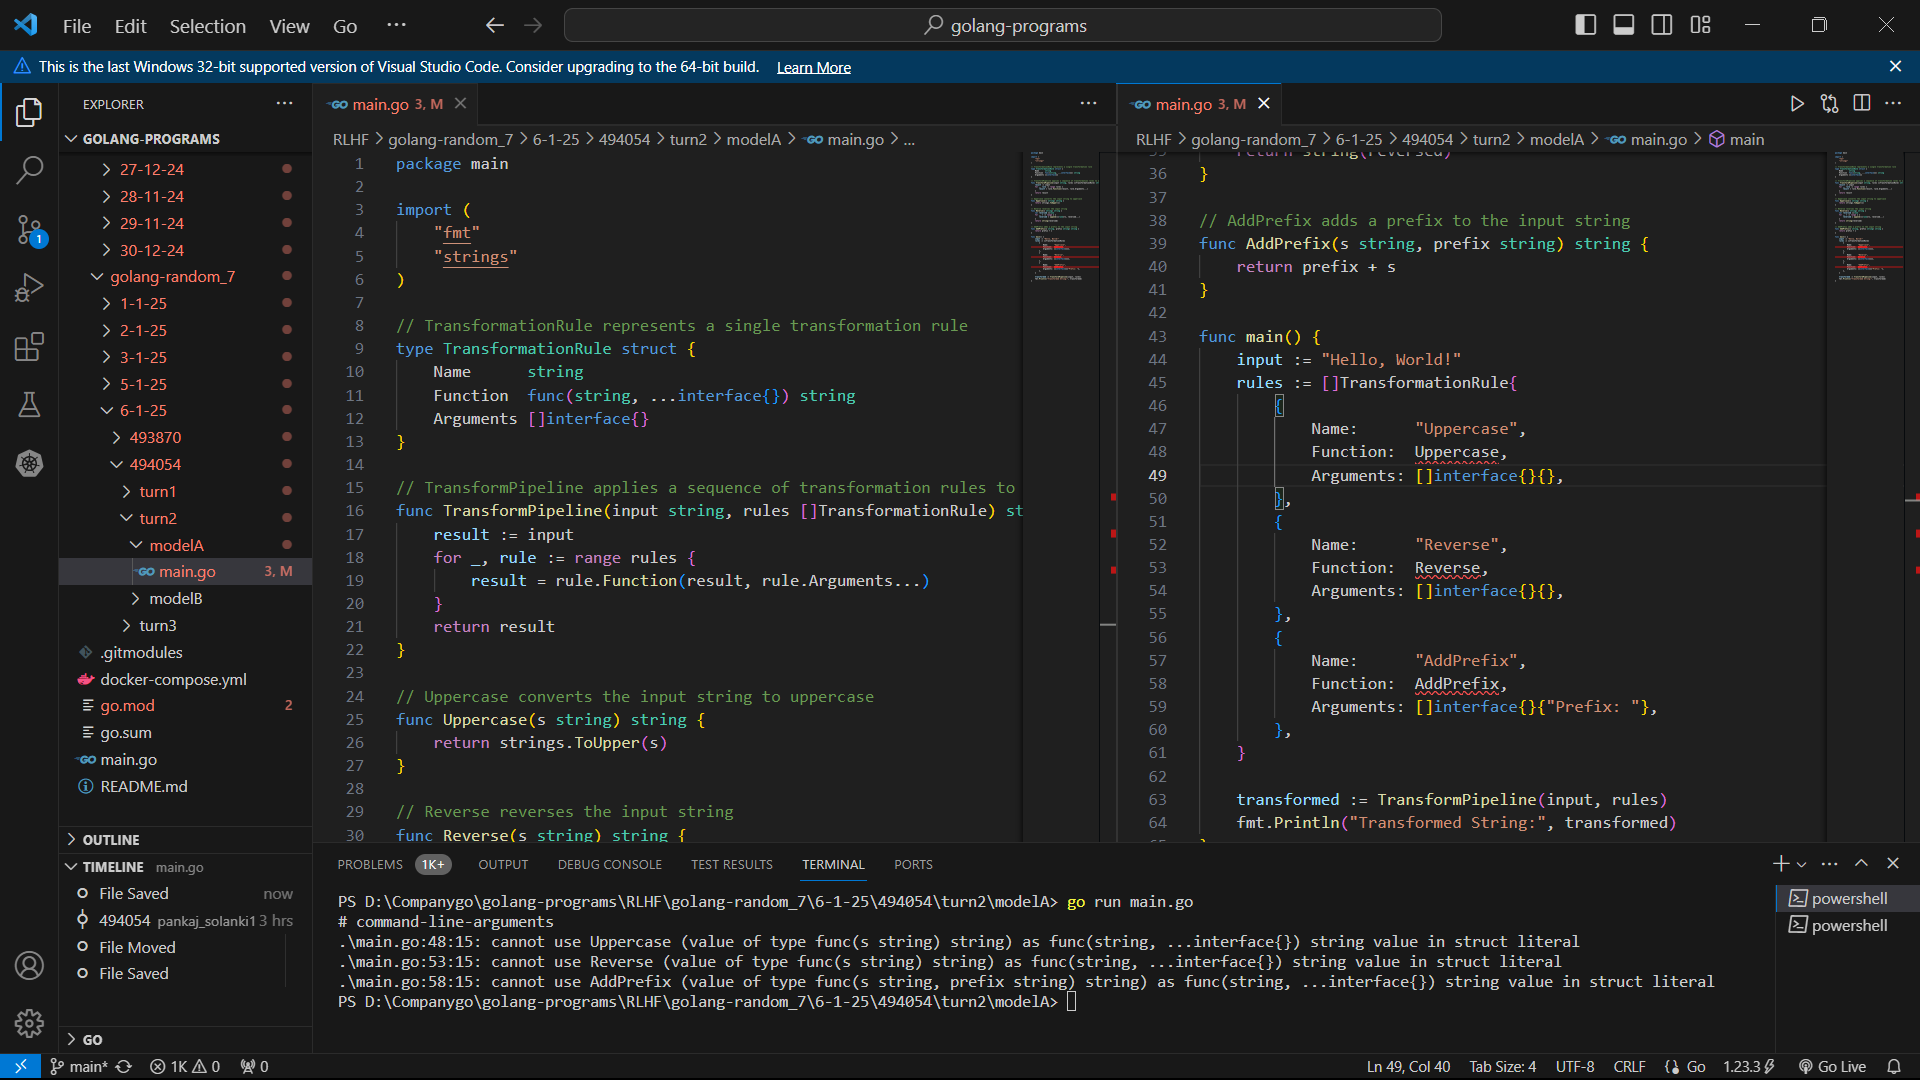 File Edit Selection View Go ··· golang-programs
This is the last Windows 32-bit supported version of Visual Studio Code. Consider upgrading to the 64-bit build. Learn More
EXPLORER
GOLANG-PROGRAMS
27-12-24
28-11-24
29-11-24
30-12-24
golang-random_7
1-1-25
2-1-25
3-1-25
5-1-25
6-1-25
493870
494054
turn1
turn2
modelA
main.go 3, M
modelB
turn3
.gitmodules
docker-compose.yml
go.mod 2
go.sum
main.go
README.md
OUTLINE
TIMELINE main.go
File Saved now
494054 pankaj_solanki1 3 hrs
File Moved
File Saved
GO
1
main.go 3, M
RLHF > golang-random_7 > 6-1-25 > 494054 > turn2 > modelA > main.go > ...
1 package main
2
3 import (
4 "fmt"
5 "strings"
6 )
7
8 // TransformationRule represents a single transformation rule
9 type TransformationRule struct {
10 Name string
11 Function func(string, ...interface{}) string
12 Arguments []interface{}
13 }
14
15 // TransformPipeline applies a sequence of transformation rules to
16 func TransformPipeline(input string, rules []TransformationRule) st
17 result := input
18 for _, rule := range rules {
19 result = rule.Function(result, rule.Arguments...)
20 }
21 return result
22 }
23
24 // Uppercase converts the input string to uppercase
25 func Uppercase(s string) string {
26 return strings.ToUpper(s)
27 }
28
29 // Reverse reverses the input string
30 func Reverse(s string) string {
main.go 3, M
RLHF > golang-random_7 > 6-1-25 > 494054 > turn2 > modelA > main.go > main
35 return string(reversed)
36 }
37
38 // AddPrefix adds a prefix to the input string
39 func AddPrefix(s string, prefix string) string {
40 return prefix + s
41 }
42
43 func main() {
44 input := "Hello, World!"
45 rules := []TransformationRule{
46 {
47 Name: "Uppercase",
48 Function: Uppercase,
49 Arguments: []interface{}{},
50 },
51 {
52 Name: "Reverse",
53 Function: Reverse,
54 Arguments: []interface{}{},
55 },
56 {
57 Name: "AddPrefix",
58 Function: AddPrefix,
59 Arguments: []interface{}{"Prefix: "},
60 },
61 }
62
63 transformed := TransformPipeline(input, rules)
64 fmt.Println("Transformed String:", transformed)
PROBLEMS 1K+ OUTPUT DEBUG CONSOLE TEST RESULTS TERMINAL PORTS
PS D:\Companygo\golang-programs\RLHF\golang-random_7\6-1-25\494054\turn2\modelA> go run main.go
# command-line-arguments
.\main.go:48:15: cannot use Uppercase (value of type func(s string) string) as func(string, ...interface{}) string value in struct literal
.\main.go:53:15: cannot use Reverse (value of type func(s string) string) as func(string, ...interface{}) string value in struct literal
.\main.go:58:15: cannot use AddPrefix (value of type func(s string, prefix string) string) as func(string, ...interface{}) string value in struct literal
PS D:\Companygo\golang-programs\RLHF\golang-random_7\6-1-25\494054\turn2\modelA>
powershell
powershell
main* 1K 0 0 Ln 49, Col 40 Tab Size: 4 UTF-8 CRLF Go 1.23.3 Go Live